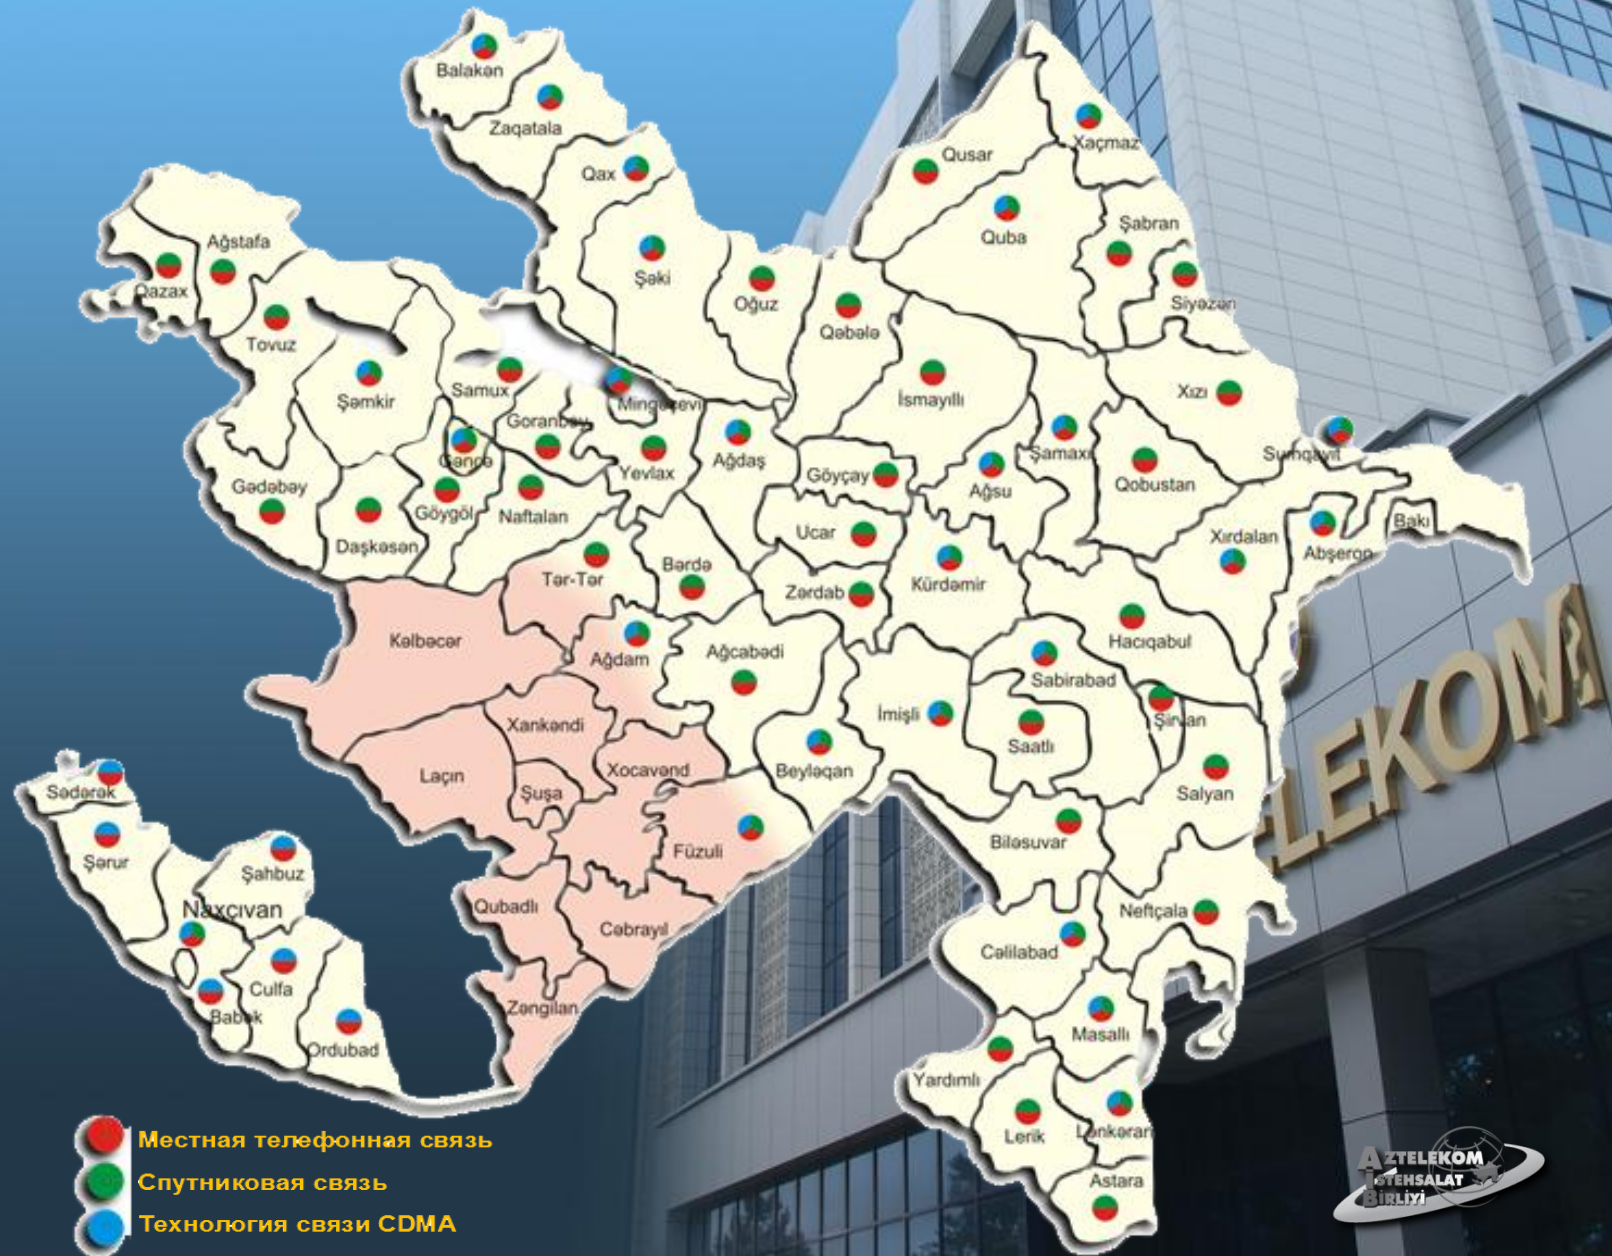 Balakən
Zaqatala
Qax
Qusar
Xaçmaz
Şabran
Quba
Ağstafa
Qazax
Şəki
Oğuz
Siyəzən
Tovuz
Qəbələ
Şəmkir
Samux
Mingəçevir
İsmayıllı
Xızı
Goranboy
Gəncə
Yevlax
Ağdaş
Göyçay
Şamaxı
Sumqayıt
Gədəbəy
Göygöl
Naftalan
Ağsu
Qobustan
Bakı
Daşkəsən
Ucar
Xırdalan
Abşeron
Tər-Tər
Bərdə
Zərdab
Kürdəmir
Kəlbəcər
Ağdam
Ağcabədi
Hacıqabul
Sabirabad
Xankəndi
İmişli
Şirvan
Saatlı
Laçın
Xocavənd
Beyləqan
Şuşa
Salyan
Sədərək
Şərur
Füzuli
Biləsuvar
Şahbuz
Naxçıvan
Qubadlı
Cəbrayıl
Neftçala
Cəlilabad
Culfa
Babək
Zəngilan
Ordubad
Masallı
Yardımlı
Lerik
Lənkəran
Astara
LEKOM
Местная телефонная связь
Спутниковая связь
Технология связи CDMA
AZTELEKOM
İSTEHSALAT
BİRLİYİ